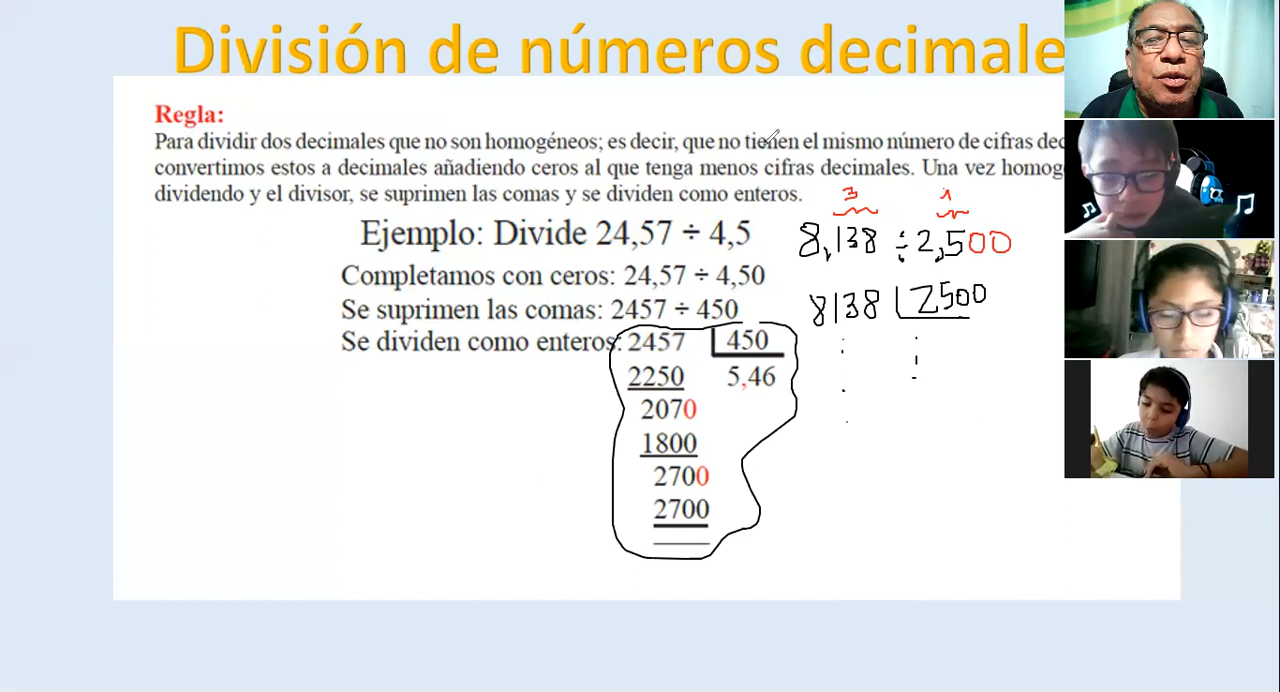 División de números decimale
Regla:
Para dividir dos decimales que no son homogéneos; es decir, que no tienen el mismo número de cifras dec
convertimos estos a decimales añadiendo ceros al que tenga menos cifras decimales. Una vez homog
dividendo y el divisor, se suprimen las comas y se dividen como enteros.
3 1
Ejemplo: Divide 24,57 ÷ 4,5
8,138 ÷ 2,500
Completamos con ceros: 24,57 ÷ 4,50
Se suprimen las comas: 2457 ÷ 450
8138 2500
Se dividen como enteros: 2457 450
2250 5,46
2070
1800
2700
2700